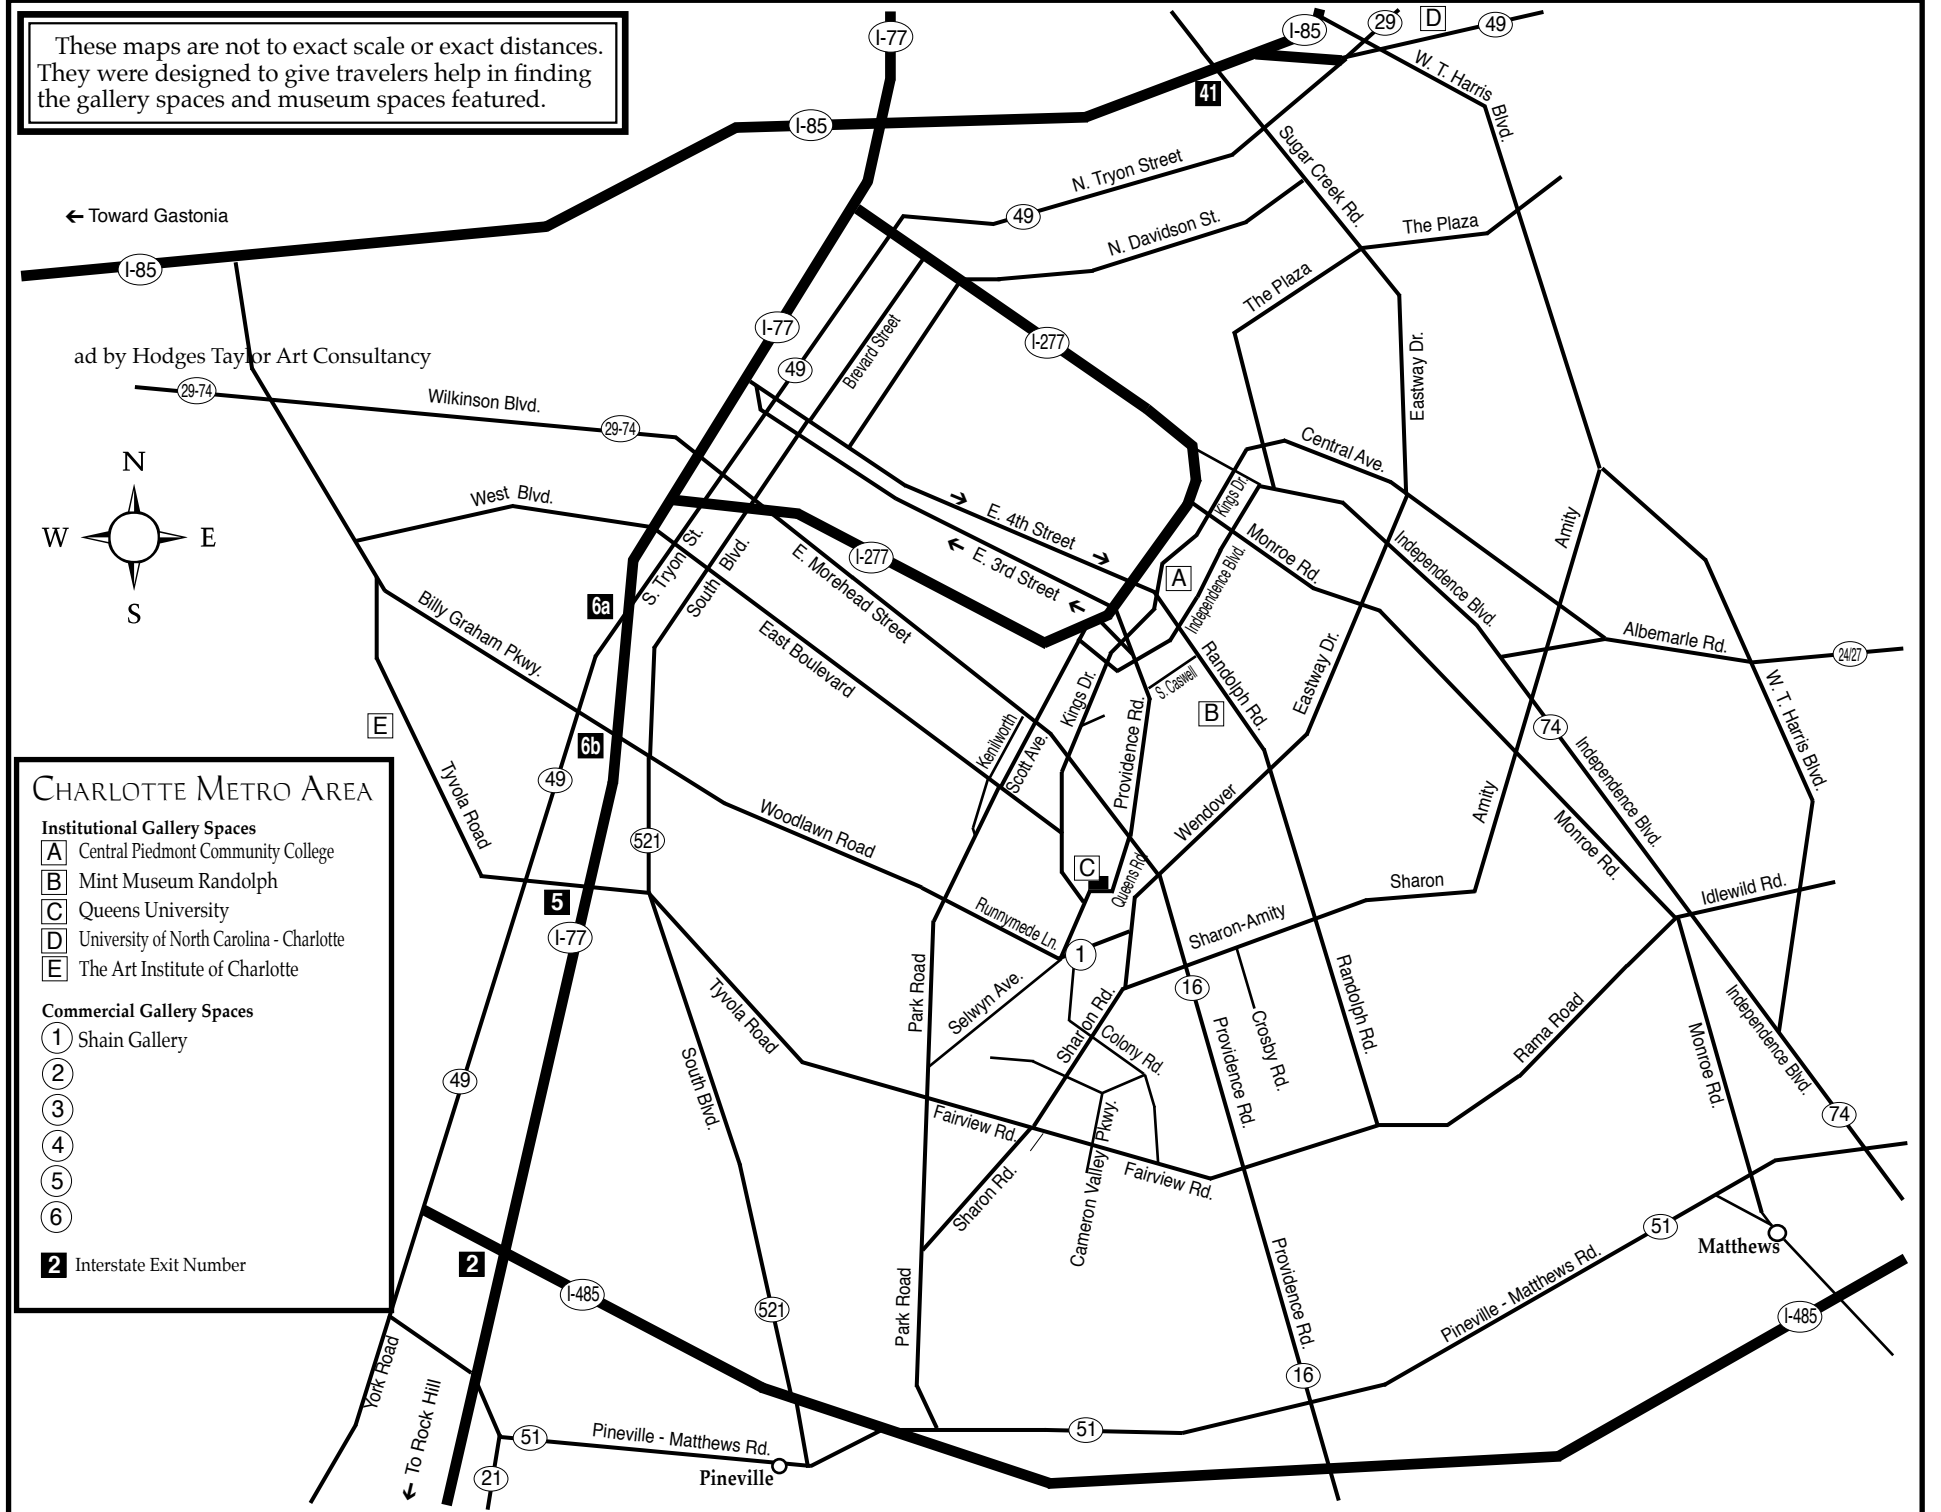 These maps are not to exact scale or exact distances.
They were designed to give travelers help in finding
the gallery spaces and museum spaces featured.
I-77
I-85
29
D
49
W. T. Harris
Blvd.
41
I-85
Sugar Creek Rd.
N. Tryon Street
49
N. Davidson St.
The Plaza
The Plaza
← Toward Gastonia
I-85
I-77
I-277
49
Brevard Street
Eastway Dr.
ad by Hodges Taylor Art Consultancy
29-74
Wilkinson Blvd.
29-74
Central Ave.
N
W
E
S
West Blvd.
Kings Dr.
E. 4th Street
E. 3rd Street
Monroe Rd.
Independence Blvd.
Amity
I-277
A
Independence Blvd.
S. Tryon St.
South Blvd.
E. Morehead Street
6a
Billy Graham Pkwy.
East Boulevard
Albemarle Rd.
24/27
Randolph Rd.
Eastway Dr.
S. Caswell
Kings Dr.
B
W. T. Harris Blvd.
E
6b
74
Kenilworth
Scott Ave.
Providence Rd.
Independence Blvd.
49
Tyvola Road
Woodlawn Road
521
Wendover
Amity
Monroe Rd.
C
Queens Rd.
Sharon
Idlewild Rd.
5
I-77
Runnymede Ln.
1
Sharon-Amity
Park Road
Selwyn Ave.
16
Tyvola Road
Sharon Rd.
Colony Rd.
Providence Rd.
Crosby Rd.
Randolph Rd.
Rama Road
Monroe Rd.
Independence Blvd.
74
49
South Blvd.
Fairview Rd.
Cameron Valley Pkwy.
Fairview Rd.
Sharon Rd.
CHARLOTTE METRO AREA
Institutional Gallery Spaces
A Central Piedmont Community College
B Mint Museum Randolph
C Queens University
D University of North Carolina - Charlotte
E The Art Institute of Charlotte
Commercial Gallery Spaces
1 Shain Gallery
2
3
4
5
6
2 Interstate Exit Number
2
I-485
521
Park Road
Providence Rd.
16
51
Matthews
Pineville - Matthews Rd.
I-485
York Road
← To Rock Hill
51
Pineville - Matthews Rd.
51
21
Pineville